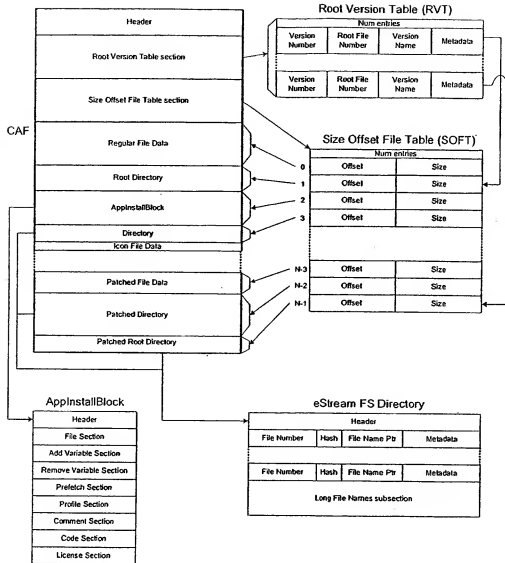 Header
Root Version Table section
Size Offset File Table section
CAF
Regular File Data
Root Directory
AppInstallBlock
Directory
Icon File Data
Patched File Data
Patched Directory
Patched Root Directory
Root Version Table (RVT)
Num entries
Version Number Root File Number Version Name Metadata
Version Number Root File Number Version Name Metadata
Size Offset File Table (SOFT)
Num entries
0 Offset Size
1 Offset Size
2 Offset Size
3 Offset Size
N-3 Offset Size
N-2 Offset Size
N-1 Offset Size
AppInstallBlock
Header
File Section
Add Variable Section
Remove Variable Section
Prefetch Section
Profile Section
Comment Section
Code Section
License Section
eStream FS Directory
Header
File Number Hash File Name Ptr Metadata
File Number Hash File Name Ptr Metadata
Long File Names subsection